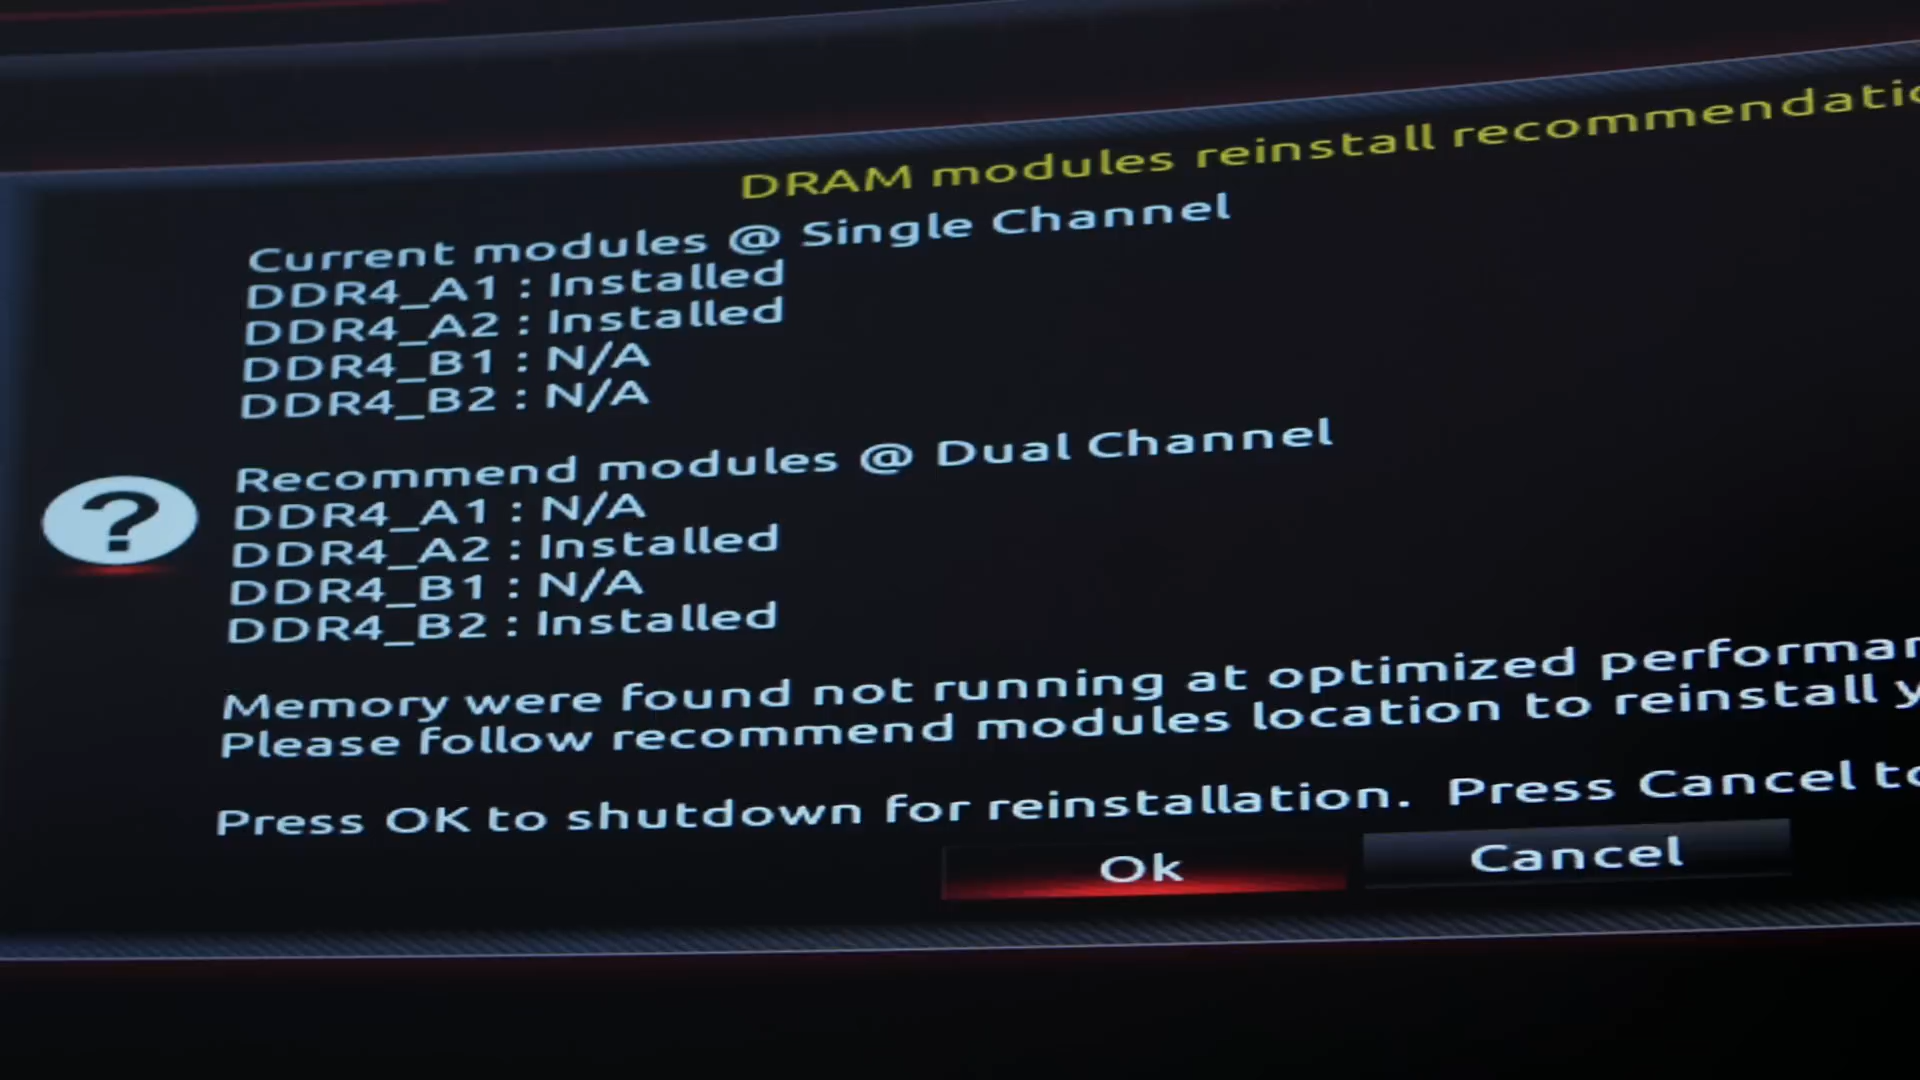 DRAM modules reinstall recommendatio
Current modules @ Single Channel
DDR4_A1 : Installed
DDR4_A2 : Installed
DDR4_B1 : N/A
DDR4_B2 : N/A
Recommend modules @ Dual Channel
DDR4_A1 : N/A
DDR4_A2 : Installed
DDR4_B1 : N/A
DDR4_B2 : Installed
Memory were found not running at optimized performan
Please follow recommend modules location to reinstall y
Press OK to shutdown for reinstallation. Press Cancel to
Ok
Cancel